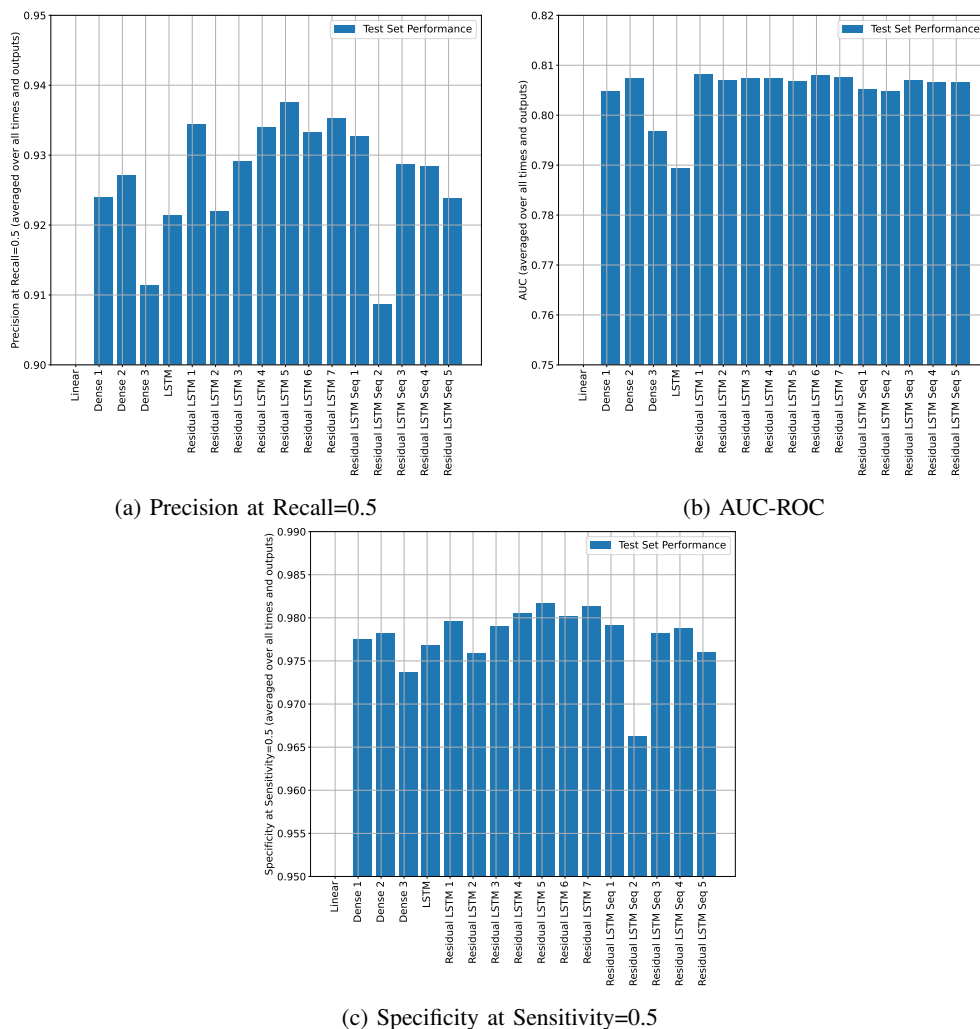 0.95
0.94
0.93
0.92
0.91
0.90
Precision at Recall=0.5 (averaged over all times and outputs)
Test Set Performance
Linear
Dense 1
Dense 2
Dense 3
LSTM
Residual LSTM 1
Residual LSTM 2
Residual LSTM 3
Residual LSTM 4
Residual LSTM 5
Residual LSTM 6
Residual LSTM 7
Residual LSTM Seq 1
Residual LSTM Seq 2
Residual LSTM Seq 3
Residual LSTM Seq 4
Residual LSTM Seq 5
(a) Precision at Recall=0.5
0.82
0.81
0.80
0.79
0.78
0.77
0.76
0.75
AUC (averaged over all times and outputs)
Test Set Performance
Linear
Dense 1
Dense 2
Dense 3
LSTM
Residual LSTM 1
Residual LSTM 2
Residual LSTM 3
Residual LSTM 4
Residual LSTM 5
Residual LSTM 6
Residual LSTM 7
Residual LSTM Seq 1
Residual LSTM Seq 2
Residual LSTM Seq 3
Residual LSTM Seq 4
Residual LSTM Seq 5
(b) AUC-ROC
0.990
0.985
0.980
0.975
0.970
0.965
0.960
0.955
0.950
Specificity at Sensitivity=0.5 (averaged over all times and outputs)
Test Set Performance
Linear
Dense 1
Dense 2
Dense 3
LSTM
Residual LSTM 1
Residual LSTM 2
Residual LSTM 3
Residual LSTM 4
Residual LSTM 5
Residual LSTM 6
Residual LSTM 7
Residual LSTM Seq 1
Residual LSTM Seq 2
Residual LSTM Seq 3
Residual LSTM Seq 4
Residual LSTM Seq 5
(c) Specificity at Sensitivity=0.5